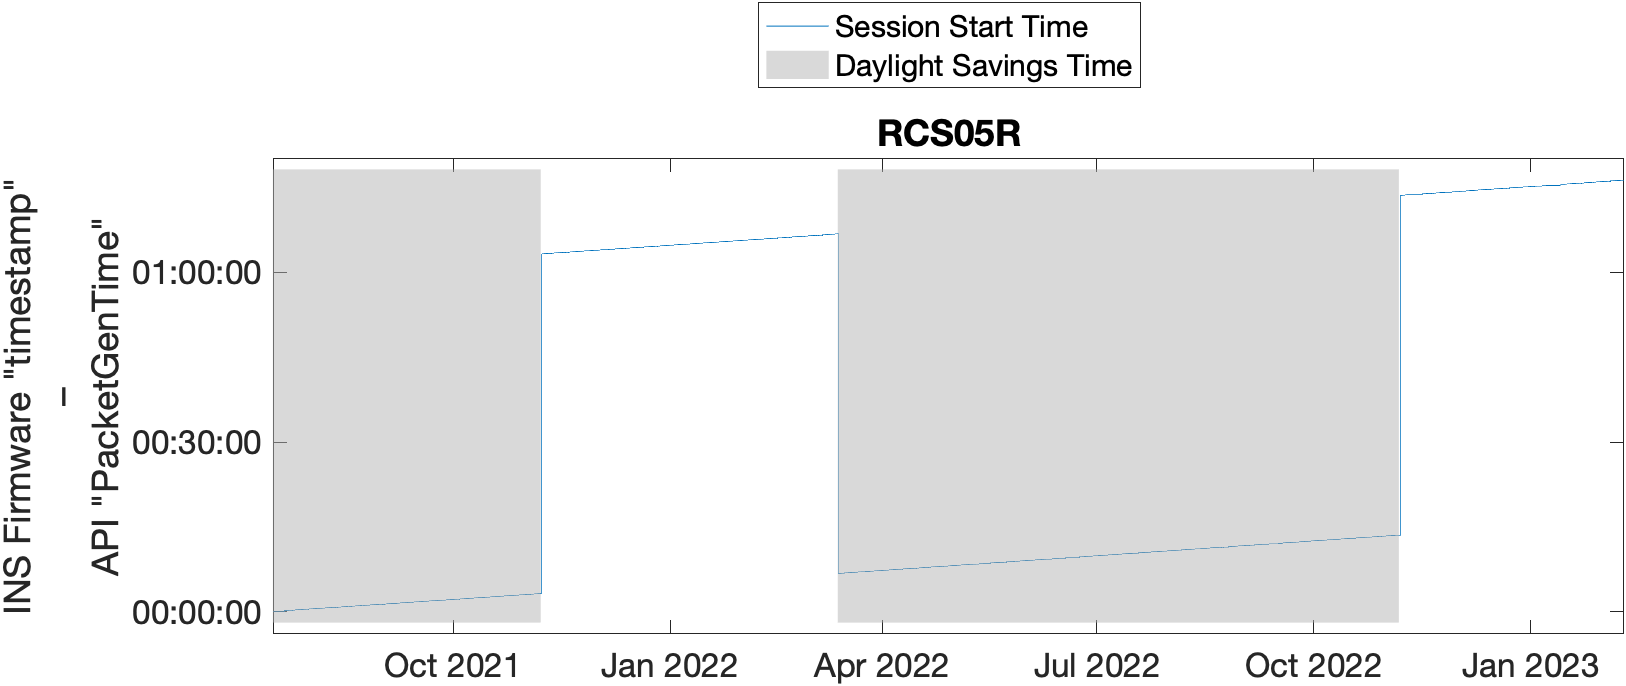 Session Start Time
Daylight Savings Time
RCS05R
INS Firmware "timestamp"
–
API "PacketGenTime"
01:00:00
00:30:00
00:00:00
Oct 2021
Jan 2022
Apr 2022
Jul 2022
Oct 2022
Jan 2023